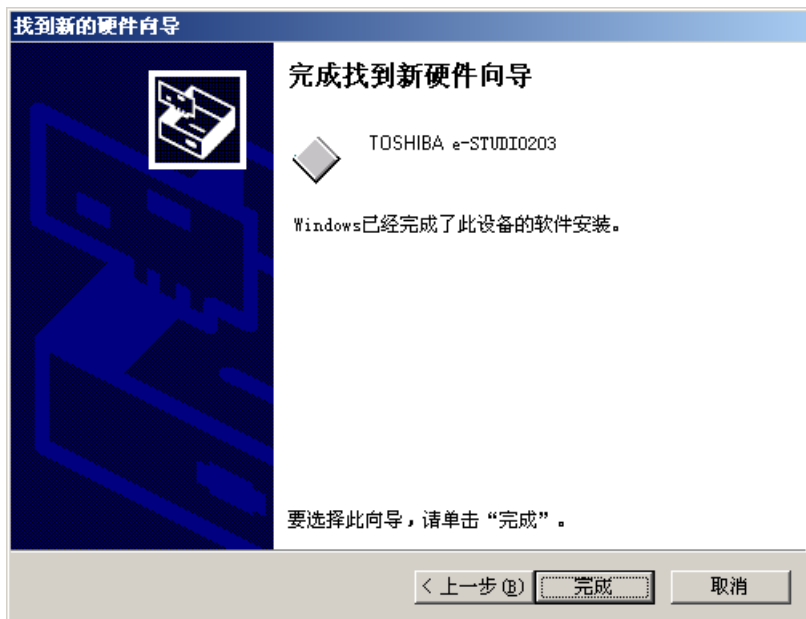 找到新的硬件向导
完成找到新硬件向导
TOSHIBA e-STUDIO203
Windows已经完成了此设备的软件安装。
要选择此向导，请单击“完成”。
< 上一步(B) 完成 取消